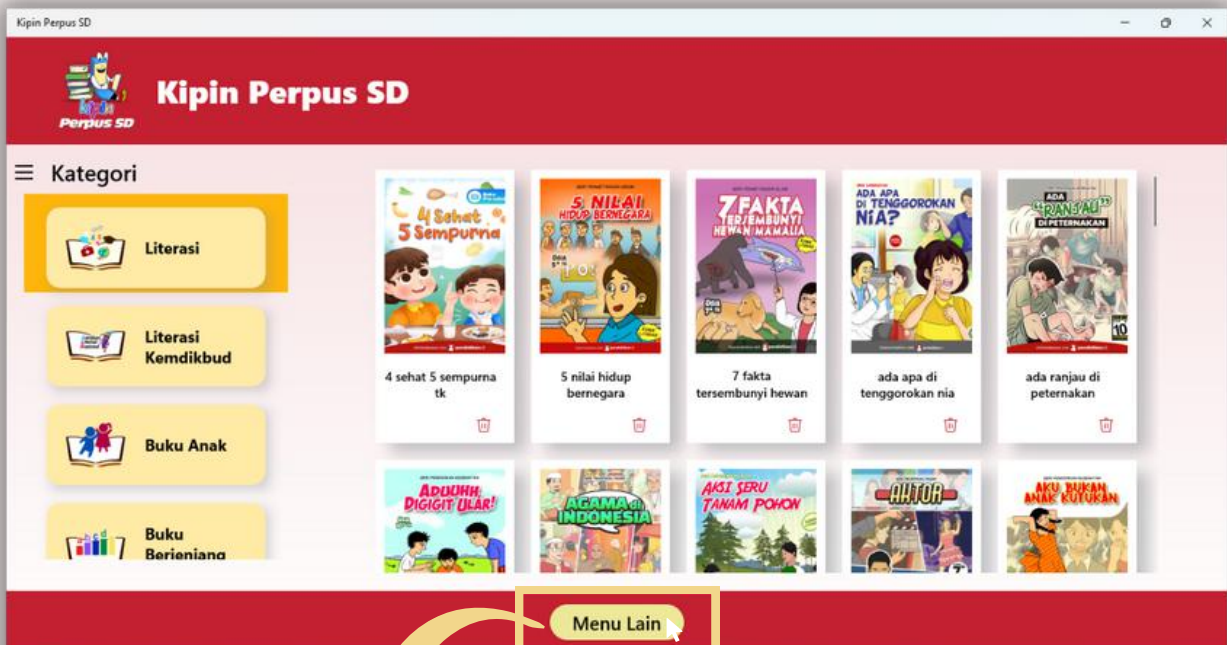 Kipin Perpus SD
Kipin Perpus SD
Perpus SD
Kategori
Literasi
Literasi
Kemdikbud
Buku Anak
Buku
Berjenjang
4 Sehat
5 Sempurna
5 NILAI
HIDUP BERNEGARA
7 FAKTA
TERSEMBUNYI
HEWAN MAMALIA
ADA APA
DI TENGGOROKAN
NIA?
ADA
"RANJAU"
DI PETERNAKAN
4 sehat 5 sempurna
tk
5 nilai hidup
bernegara
7 fakta
tersembunyi hewan
ada apa di
tenggorokan nia
ada ranjau di
peternakan
ADUUHH,
DIGIGIT ULAR!
AGAMA di
INDONESIA
AKSI SERU
TANAM POHON
AKTOR
AKU BUKAN
ANAK KUTUKAN
Menu Lain